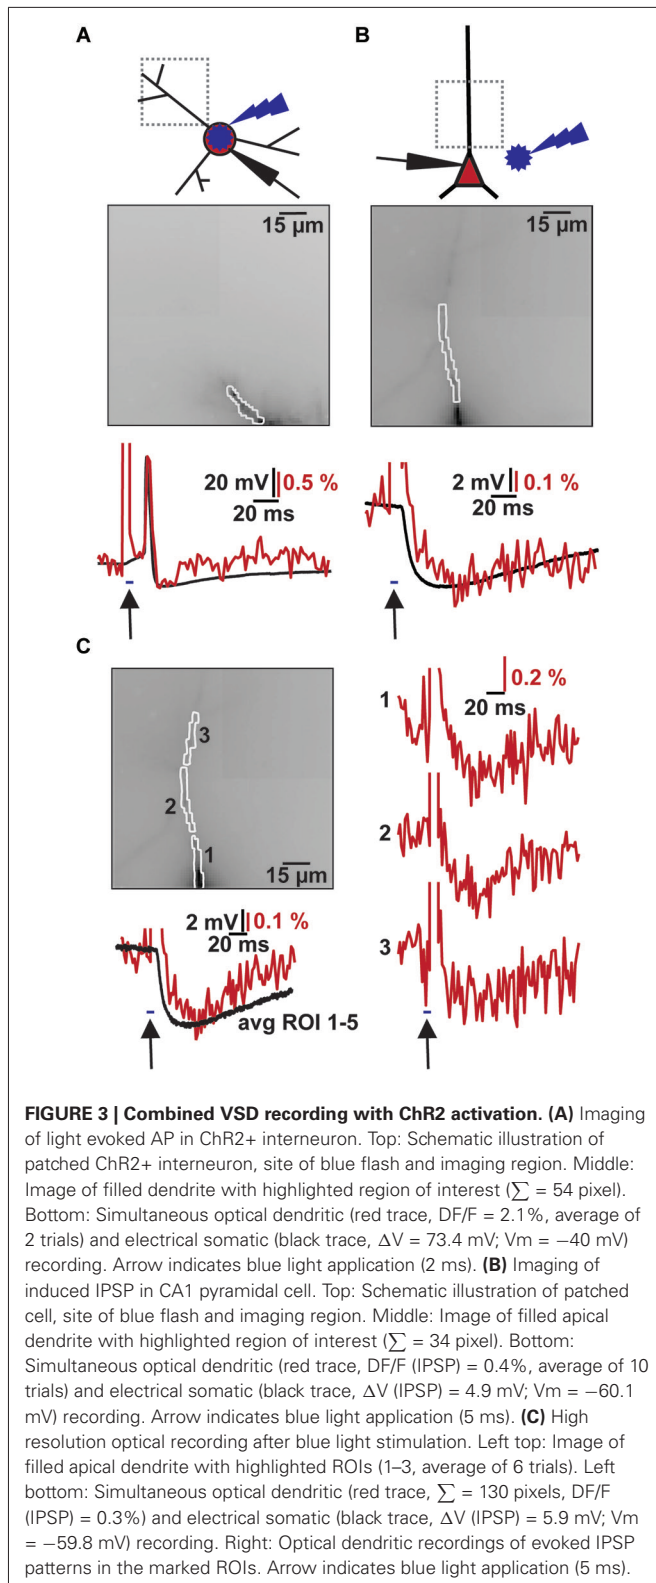 A
B
15 µm
15 µm
20 mV 0.5 %
20 ms
2 mV 0.1 %
20 ms
C
3
2
1
15 µm
2 mV 0.1 %
20 ms
avg ROI 1-5
0.2 %
20 ms
1
2
3
FIGURE 3 | Combined VSD recording with ChR2 activation. (A) Imaging
of light evoked AP in ChR2+ interneuron. Top: Schematic illustration of
patched ChR2+ interneuron, site of blue flash and imaging region. Middle:
Image of filled dendrite with highlighted region of interest (∑ = 54 pixel).
Bottom: Simultaneous optical dendritic (red trace, DF/F = 2.1%, average of
2 trials) and electrical somatic (black trace, ΔV = 73.4 mV; Vm = −40 mV)
recording. Arrow indicates blue light application (2 ms). (B) Imaging of
induced IPSP in CA1 pyramidal cell. Top: Schematic illustration of patched
cell, site of blue flash and imaging region. Middle: Image of filled apical
dendrite with highlighted region of interest (∑ = 34 pixel). Bottom:
Simultaneous optical dendritic (red trace, DF/F (IPSP) = 0.4%, average of 10
trials) and electrical somatic (black trace, ΔV (IPSP) = 4.9 mV; Vm = −60.1
mV) recording. Arrow indicates blue light application (5 ms). (C) High
resolution optical recording after blue light stimulation. Left top: Image of
filled apical dendrite with highlighted ROIs (1–3, average of 6 trials). Left
bottom: Simultaneous optical dendritic (red trace, ∑ = 130 pixels, DF/F
(IPSP) = 0.3%) and electrical somatic (black trace, ΔV (IPSP) = 5.9 mV; Vm
= −59.8 mV) recording. Right: Optical dendritic recordings of evoked IPSP
patterns in the marked ROIs. Arrow indicates blue light application (5 ms).